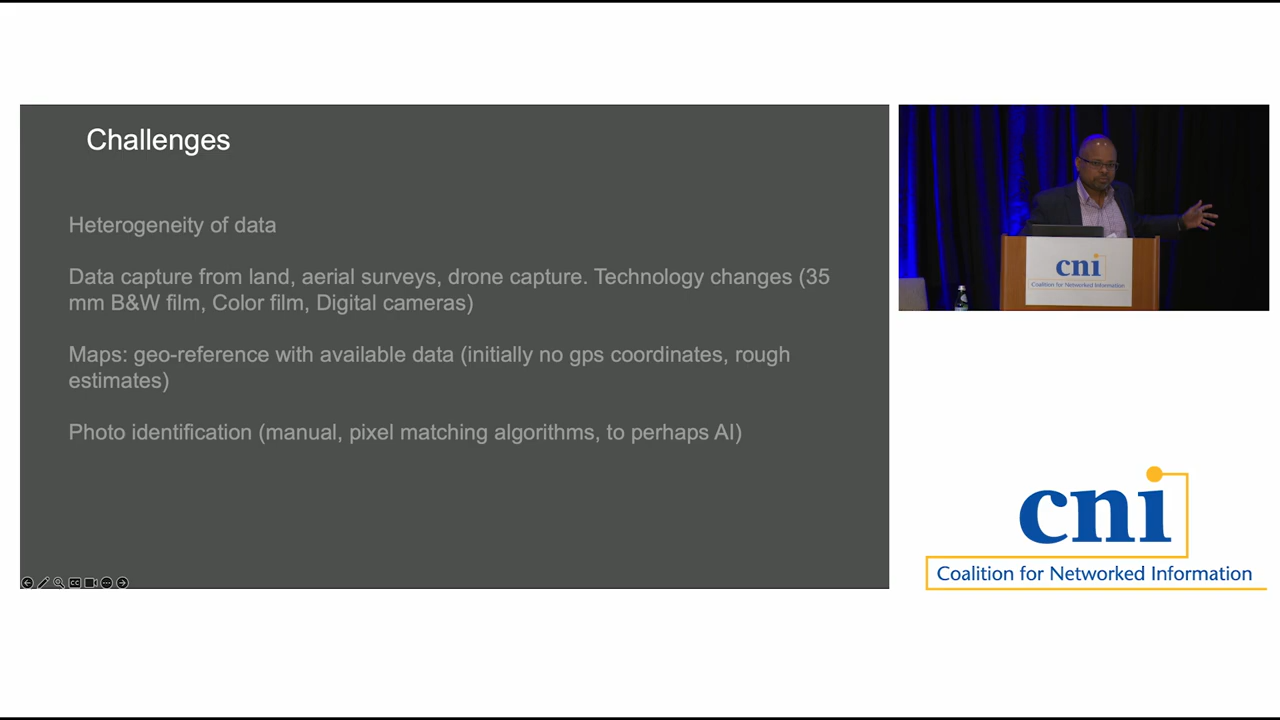 Challenges
Heterogeneity of data
Data capture from land, aerial surveys, drone capture. Technology changes (35
mm B&W film, Color film, Digital cameras)
Maps: geo-reference with available data (initially no gps coordinates, rough
estimates)
Photo identification (manual, pixel matching algorithms, to perhaps AI)
cni
Coalition for Networked Information
cni
Coalition for Networked Information